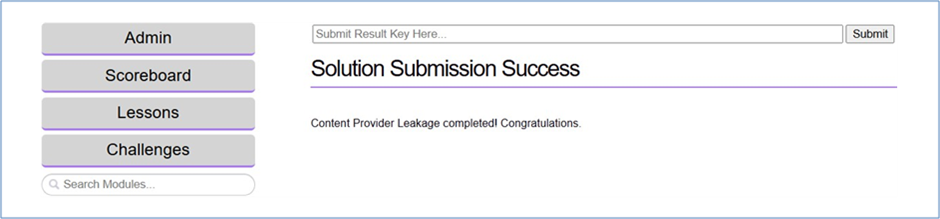 Admin
Scoreboard
Lessons
Challenges
Search Modules...
Submit Result Key Here...
Submit
Solution Submission Success
Content Provider Leakage completed! Congratulations.